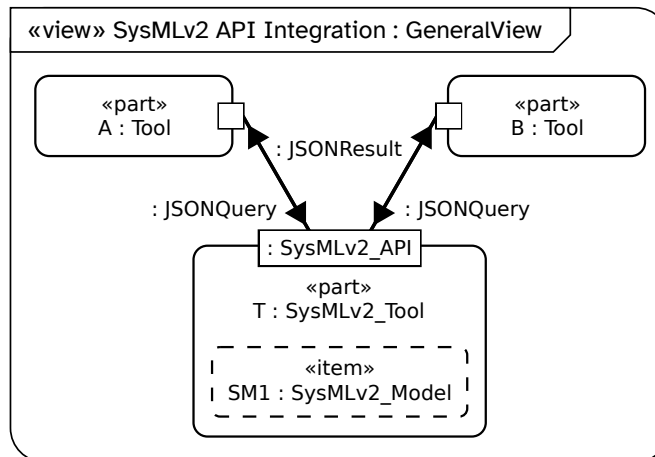 «view» SysMLv2 API Integration : GeneralView
«part»
A : Tool
«part»
B : Tool
: JSONResult
: JSONQuery
: JSONQuery
: SysMLv2_API
«part»
T : SysMLv2_Tool
«item»
SM1 : SysMLv2_Model